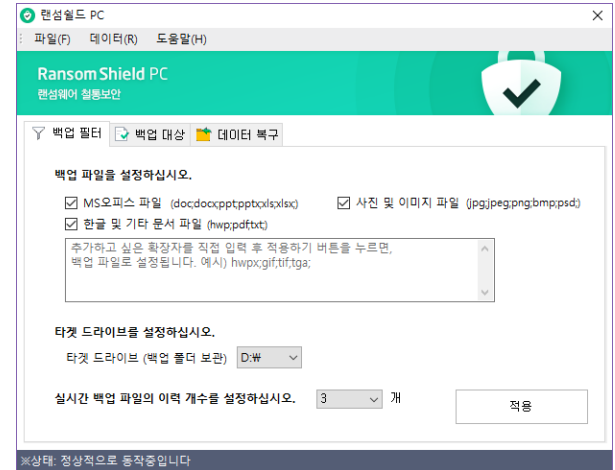 랜섬쉴드 PC
파일(F) 데이터(R) 도움말(H)
RansomShield PC
랜섬웨어 철통보안
백업 필터 백업 대상 데이터 복구
백업 파일을 설정하십시오.
MS오피스 파일 (doc;docx;ppt;pptx;xls;xlsx;) 사진 및 이미지 파일 (jpg;jpeg;png;bmp;psd;)
한글 및 기타 문서 파일 (hwp;pdf;txt;)
추가하고 싶은 확장자를 직접 입력 후 적용하기 버튼을 누르면,
백업 파일로 설정됩니다. 예시) hwpx;gif;tif;tga;
타겟 드라이브를 설정하십시오.
타겟 드라이브 (백업 폴더 보관) D:₩
실시간 백업 파일의 이력 개수를 설정하십시오. 3 개
적용
※상태: 정상적으로 동작중입니다